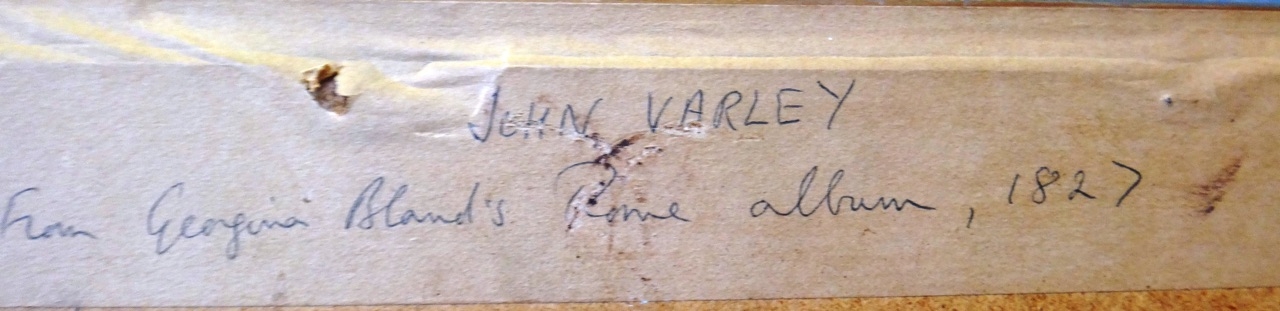 JOHN VARLEY
From Georgina Bland's Rome album, 1827